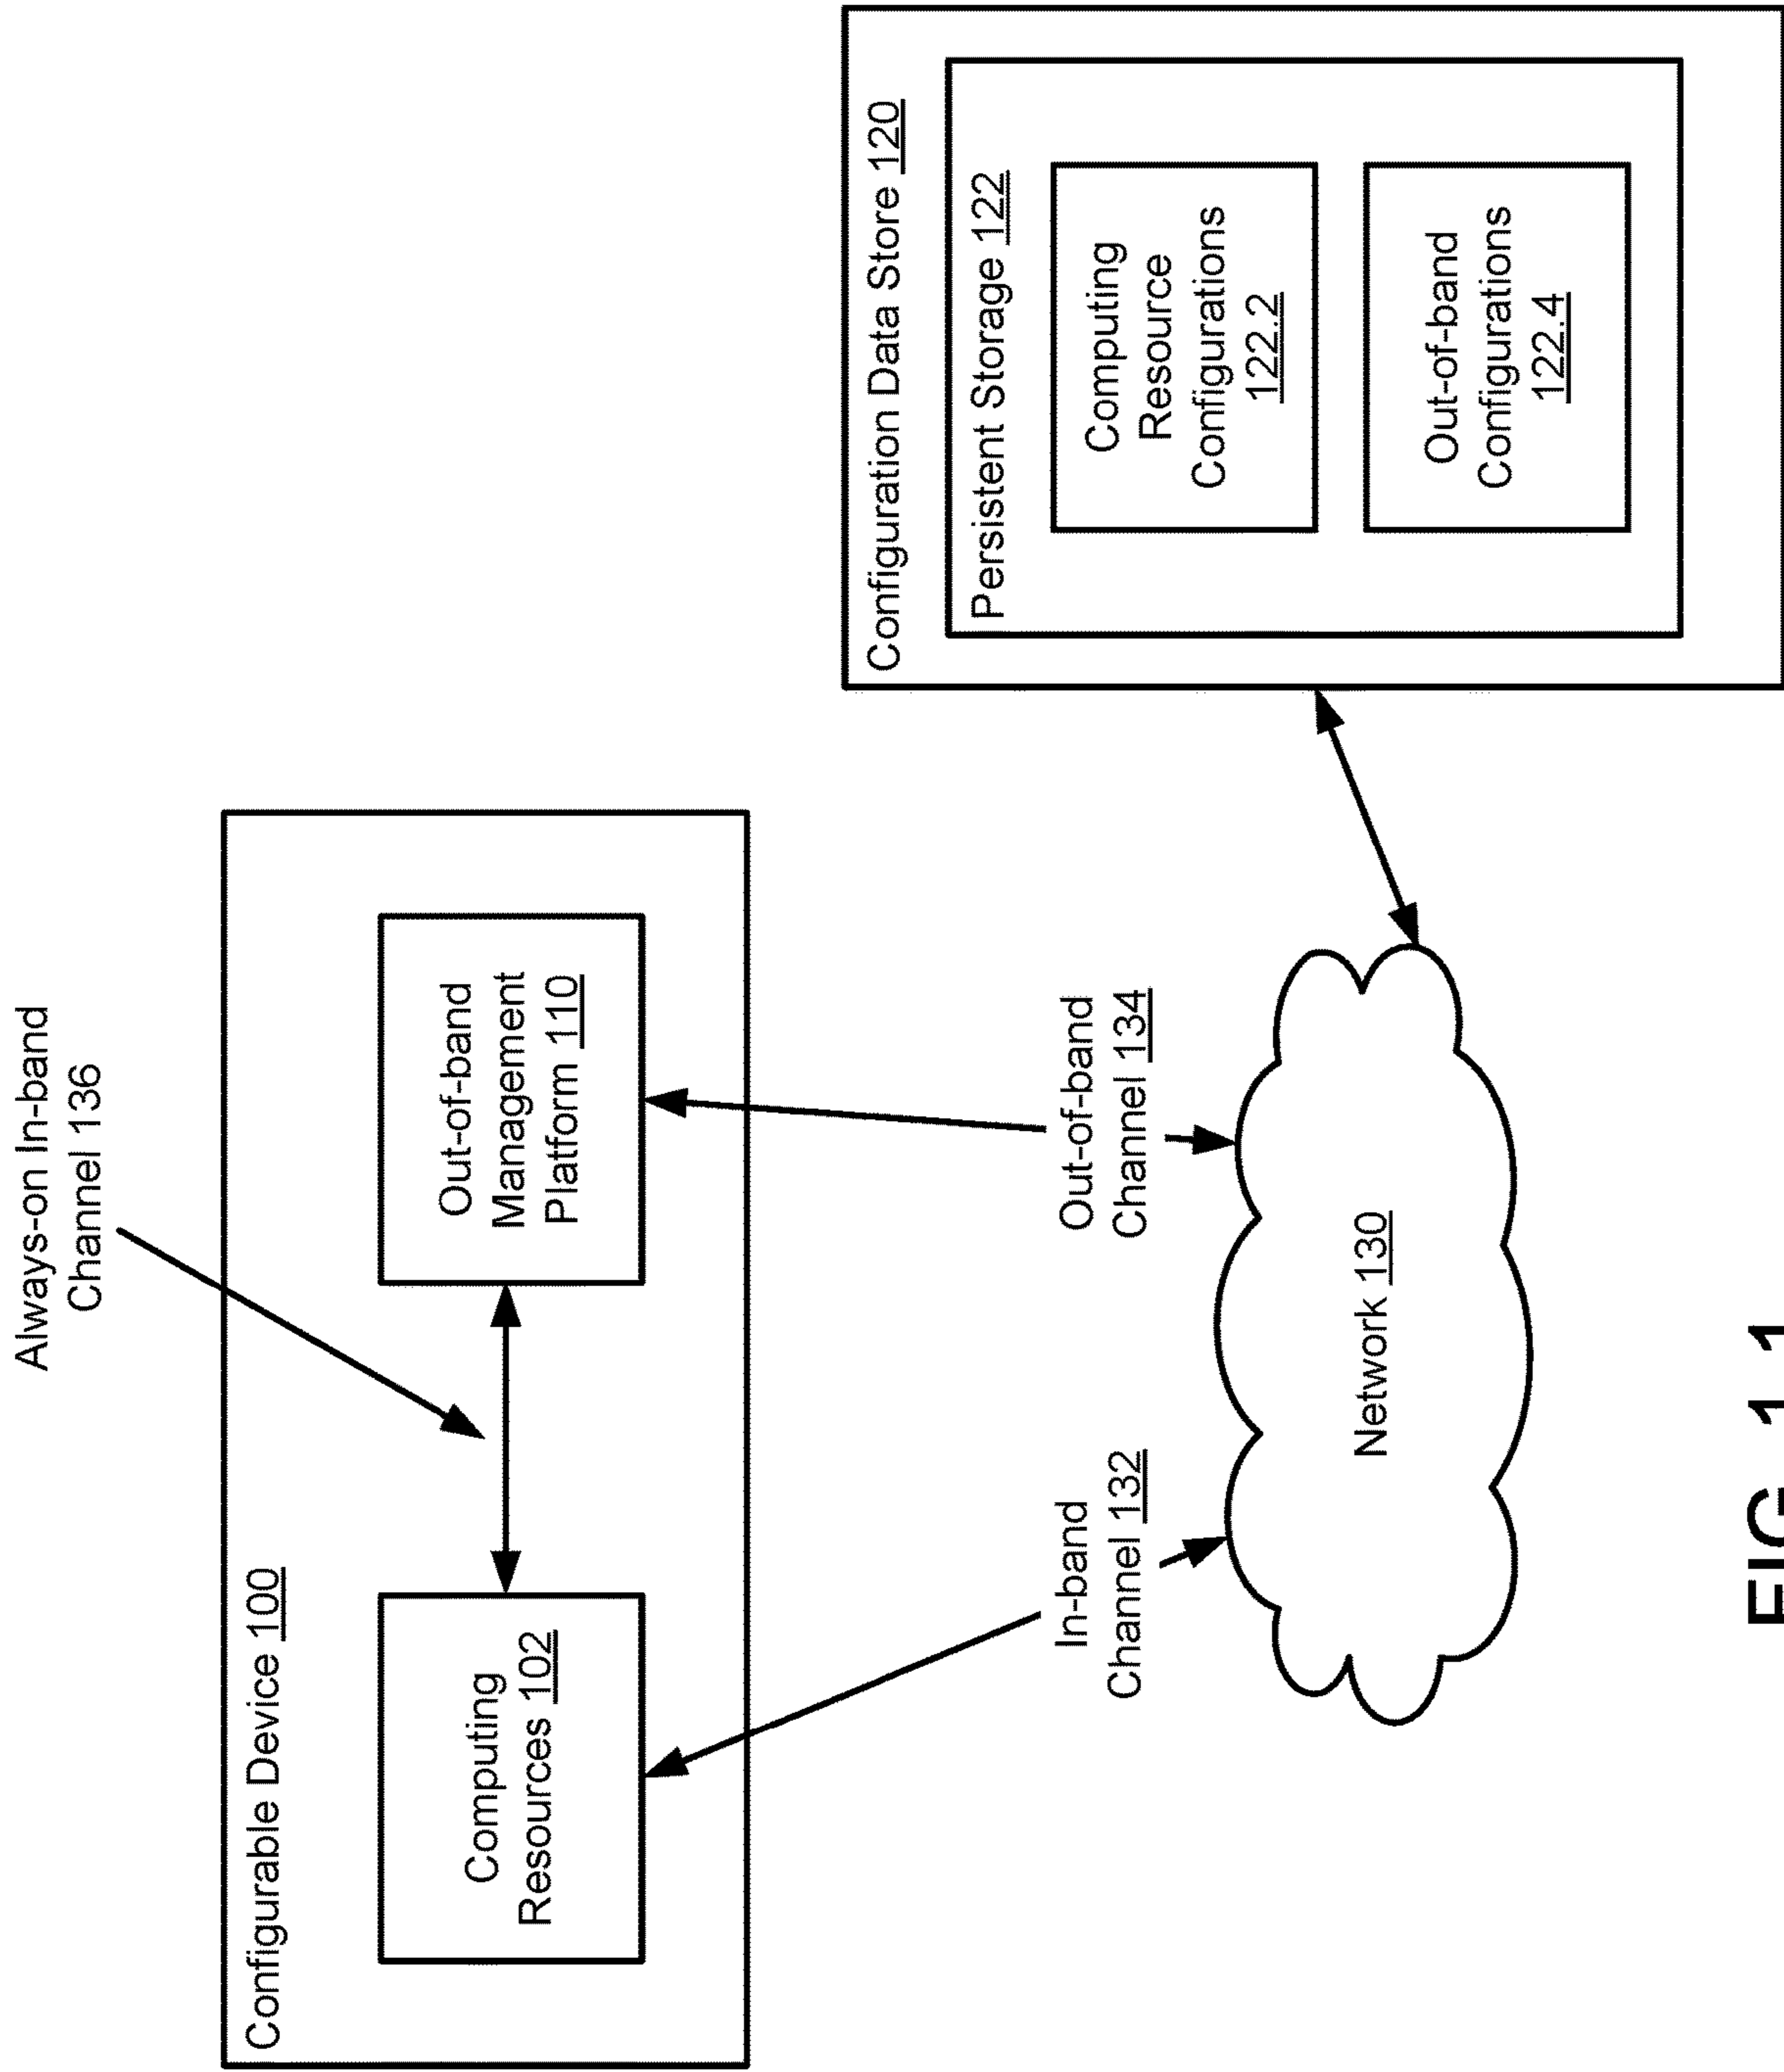 Always-on In-band
Channel 136
Configurable Device 100
Computing
Resources 102
Out-of-band
Management
Platform 110
In-band
Channel 132
Out-of-band
Channel 134
Network 130
Configuration Data Store 120
Persistent Storage 122
Computing
Resource
Configurations
122.2
Out-of-band
Configurations
122.4
FIG. 1.1